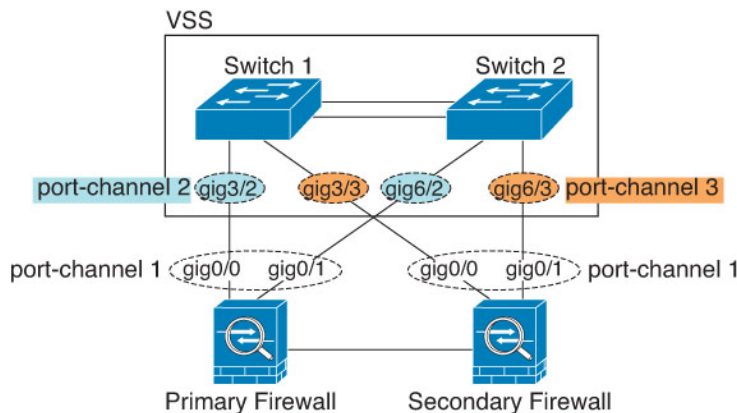 VSS
Switch 1
Switch 2
port-channel 2
gig3/2
gig3/3
gig6/2
gig6/3
port-channel 3
port-channel 1
gig0/0
gig0/1
gig0/0
gig0/1
port-channel 1
Primary Firewall
Secondary Firewall